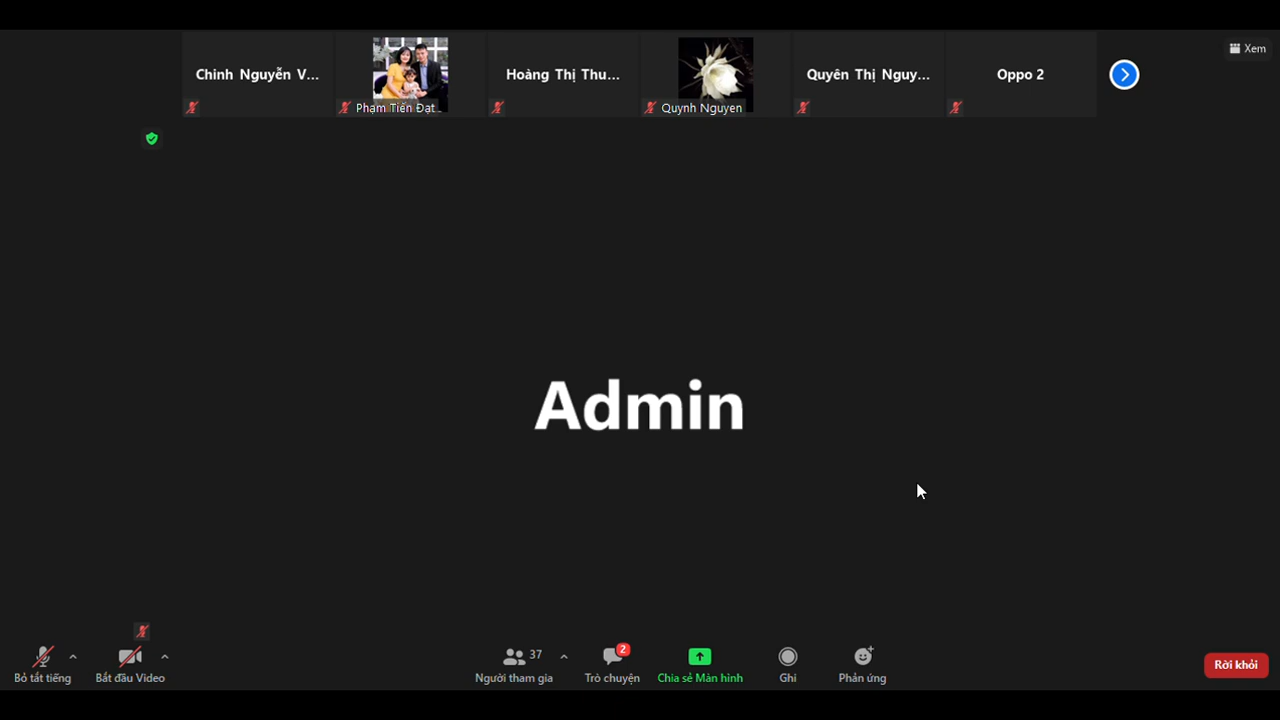 Chinh Nguyễn V...
Phạm Tiến Đạt
Hoàng Thị Thu...
Quynh Nguyen
Quyên Thị Nguy...
Oppo 2
Xem
Admin
Bỏ tắt tiếng
Bắt đầu Video
37
Người tham gia
2
Trò chuyện
Chia sẻ Màn hình
Ghi
Phản ứng
Rời khỏi